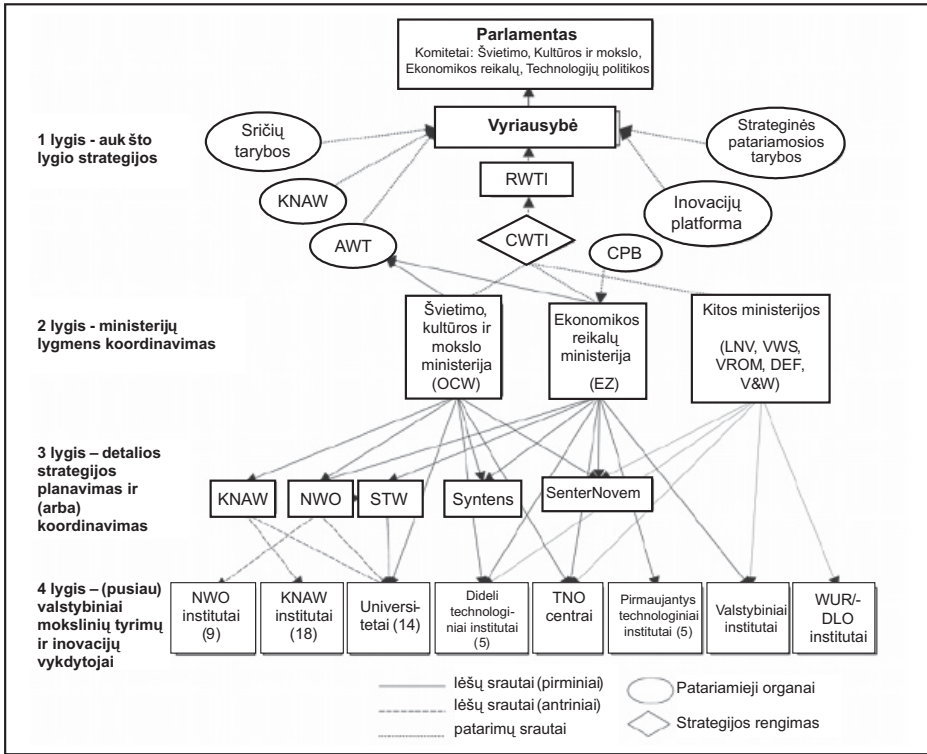 Parlamentas
Komitetai: Švietimo, Kultūros ir mokslo,
Ekonomikos reikalų, Technologijų politikos
1 lygis - auk što
lygio strategijos
Sričių
tarybos
Vyriausybė
Strateginės
patariamosios
tarybos
KNAW
RWTI
Inovacijų
platforma
AWT
CWTI
CPB
2 lygis - ministerijų
lygmens koordinavimas
Švietimo,
kultūros ir
mokslo
ministerija
(OCW)
Ekonomikos
reikalų
ministerija
(EZ)
Kitos ministerijos
(LNV, VWS,
VROM, DEF,
V&W)
3 lygis – detalios
strategijos
planavimas ir
(arba)
koordinavimas
KNAW
NWO
STW
Syntens
SenterNovem
4 lygis – (pusiau)
valstybiniai
mokslinių tyrimų
ir inovacijų
vykdytojai
NWO
institutai
(9)
KNAW
institutai
(18)
Universi-
tetai (14)
Dideli
technologi-
niai institutai
(5)
TNO
centrai
Pirmaujantys
technologiniai
institutai (5)
Valstybiniai
institutai
WUR/-
DLO
institutai
lėšų srautai (pirminiai)
lėšų srautai (antriniai)
patarimų srautai
Patariamieji organai
Strategijos rengimas